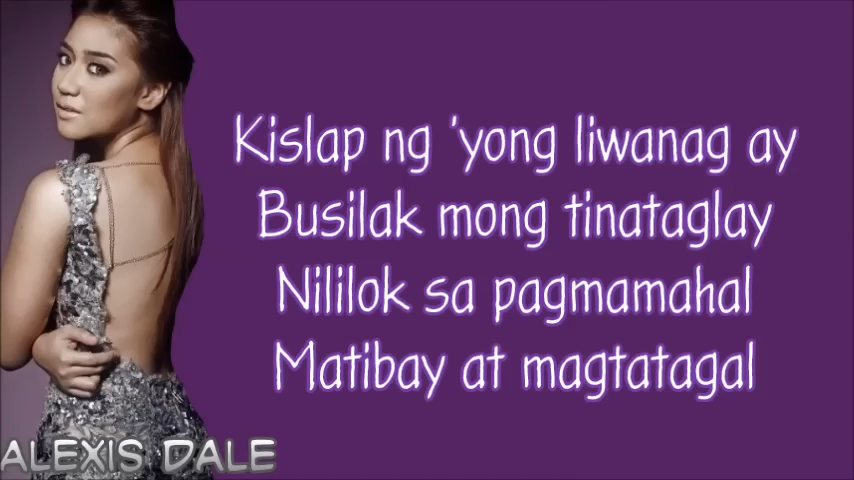 Kislap ng 'yong liwanag ay
Busilak mong tinataglay
Nililok sa pagmamahal
Matibay at magtatagal
ALEXIS DALE